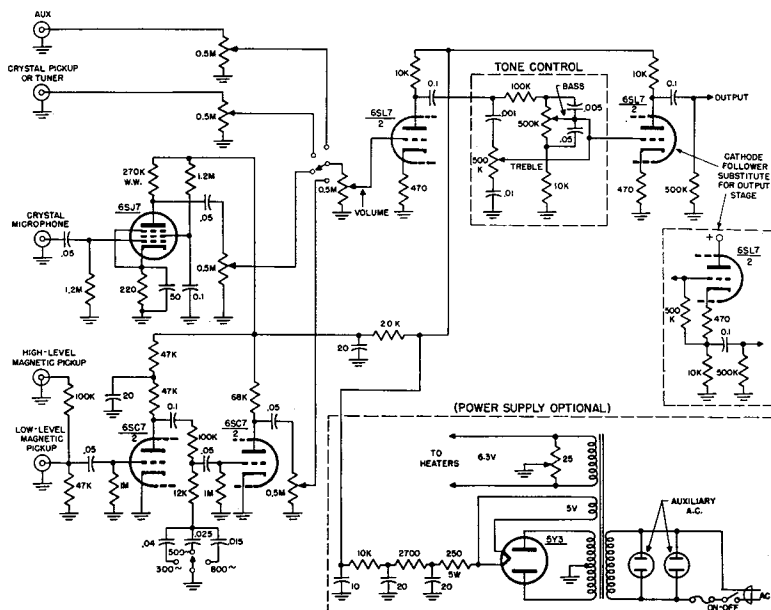 AUX
CRYSTAL PICKUP
OR TUNER
0.5M
0.5M
270K
W.W.
1.2M
6SJ7
.05
CRYSTAL
MICROPHONE
.05
1.2M
220
50
0.1
0.5M
0.5M
VOLUME
10K
0.1
6SL7
2
470
TONE CONTROL
100K
BASS
.001
500K
.005
.05
500
K
TREBLE
.01
10K
10K
6SL7
2
0.1
OUTPUT
470
500K
CATHODE
FOLLOWER
SUBSTITUTE
FOR OUTPUT
STAGE
+
6SL7
2
500
K
470
0.1
10K
500K
20K
20
47K
HIGH-LEVEL
MAGNETIC PICKUP
100K
20
47K
0.1
6SC7
2
LOW-LEVEL
MAGNETIC
PICKUP
.05
47K
1M
100K
.05
12K
1M
68K
.05
6SC7
2
0.5M
.04
.025
.015
500~
300~
800~
(POWER SUPPLY OPTIONAL)
TO
HEATERS
6.3V
25
5V
5Y3
AUXILIARY
A.C.
10K
2700
250
5W
10
20
20
AC
ON-OFF